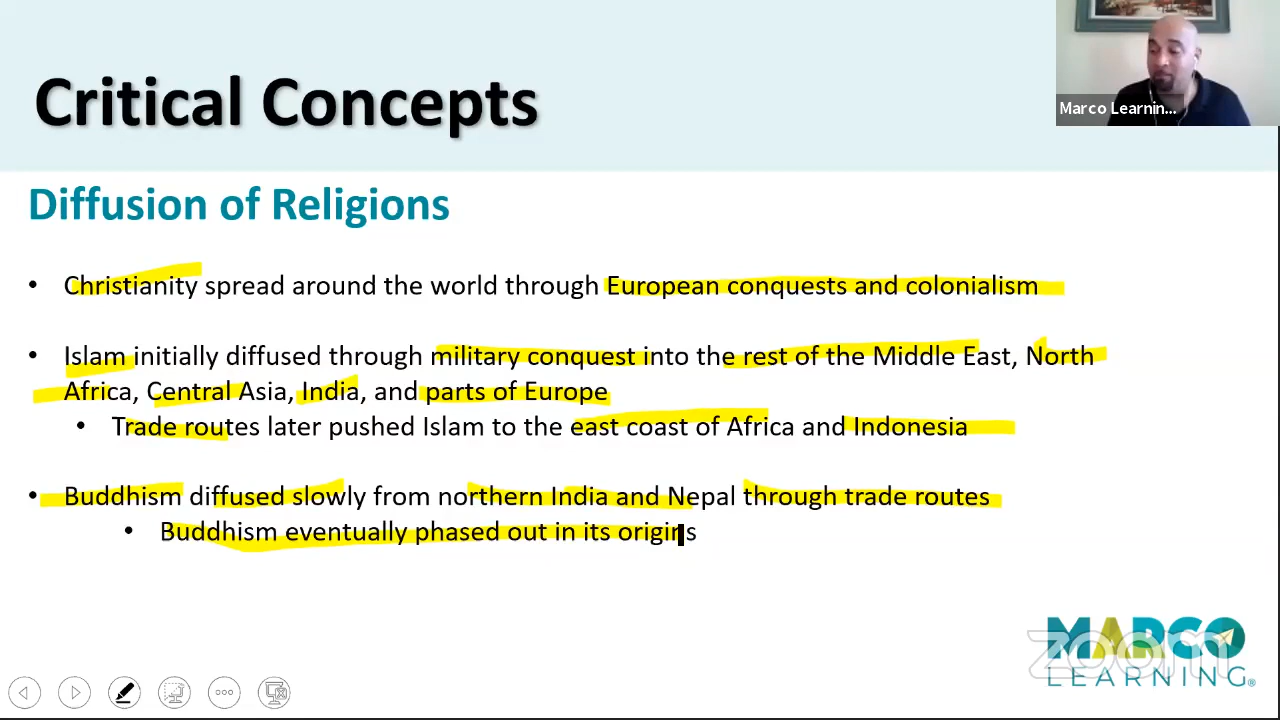 Critical Concepts
Marco Learnin...
Diffusion of Religions
• Christianity spread around the world through European conquests and colonialism
• Islam initially diffused through military conquest into the rest of the Middle East, North
Africa, Central Asia, India, and parts of Europe
• Trade routes later pushed Islam to the east coast of Africa and Indonesia
• Buddhism diffused slowly from northern India and Nepal through trade routes
• Buddhism eventually phased out in its origins
MARCO
zoom
LEARNING®